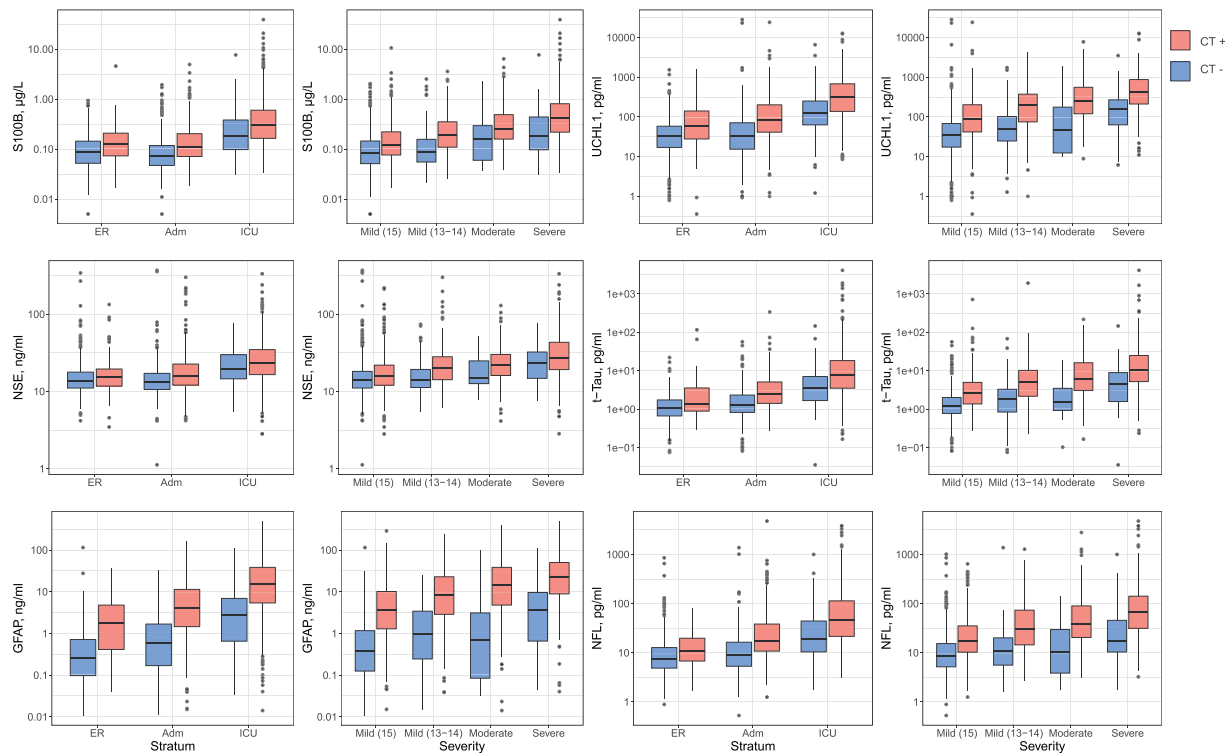 10.00
1.00
0.10
0.01
S100B, µg/L
ER
Adm
ICU
10.00
1.00
0.10
0.01
S100B, µg/L
Mild (15)
Mild (13−14)
Moderate
Severe
10000
1000
100
10
1
UCHL1, pg/ml
ER
Adm
ICU
10000
1000
100
10
1
UCHL1, pg/ml
Mild (15)
Mild (13−14)
Moderate
Severe
CT +
CT -
100
10
1
NSE, ng/ml
ER
Adm
ICU
100
10
1
NSE, ng/ml
Mild (15)
Mild (13−14)
Moderate
Severe
1e+03
1e+02
1e+01
1e+00
1e−01
t−Tau, pg/ml
ER
Adm
ICU
1e+03
1e+02
1e+01
1e+00
1e−01
t−Tau, pg/ml
Mild (15)
Mild (13−14)
Moderate
Severe
100
10
1
0.1
0.01
GFAP, ng/ml
ER
Adm
ICU
Stratum
100
10
1
0.1
0.01
GFAP, ng/ml
Mild (15)
Mild (13−14)
Moderate
Severe
Severity
1000
100
10
1
NFL, pg/ml
ER
Adm
ICU
Stratum
1000
100
10
1
NFL, pg/ml
Mild (15)
Mild (13−14)
Moderate
Severe
Severity